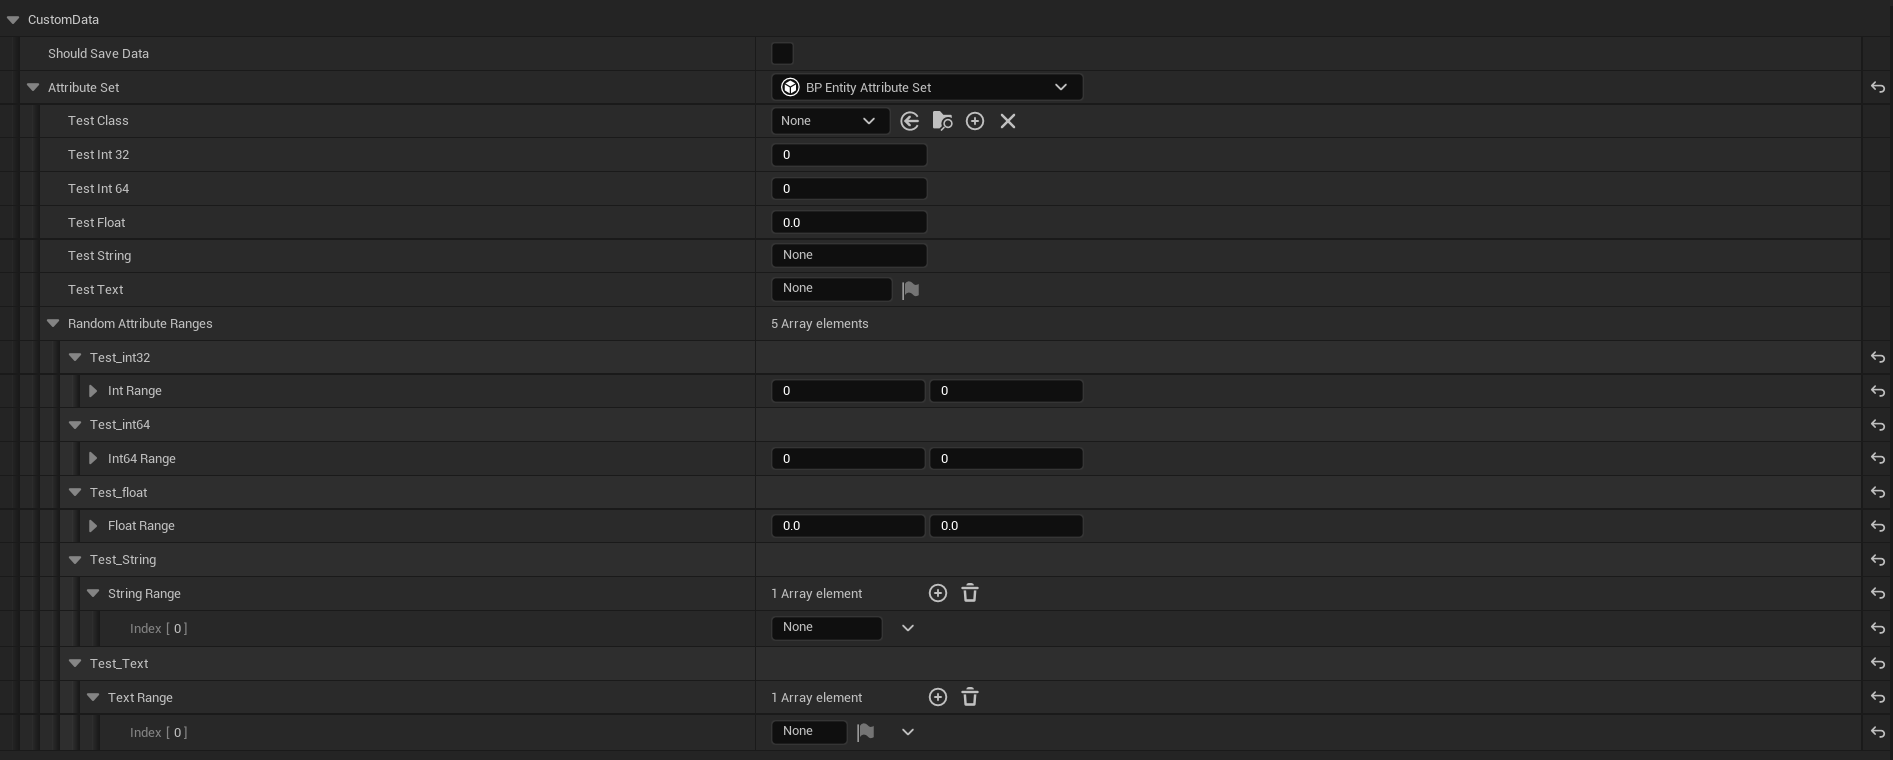 CustomData
Should Save Data
Attribute Set BP Entity Attribute Set
Test Class None
Test Int 32 0
Test Int 64 0
Test Float 0.0
Test String None
Test Text None
Random Attribute Ranges 5 Array elements
Test_int32
Int Range 0 0
Test_int64
Int64 Range 0 0
Test_float
Float Range 0.0 0.0
Test_String
String Range 1 Array element
Index [ 0 ] None
Test_Text
Text Range 1 Array element
Index [ 0 ] None